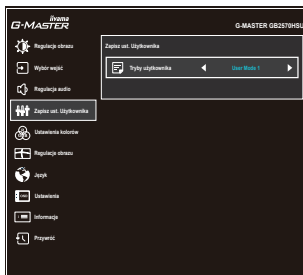 iiyama
G-MASTER
G-MASTER GB2570HSU
Regulacje obrazu
Zapisz ust. Użytkownika
Wybór wejść
Tryby użytkownika
User Mode 1
Regulacja audio
Zapisz ust. Użytkownika
Ustawienia kolorów
Regulacja obrazu
Język
Ustawienia
Informacje
Przywróć